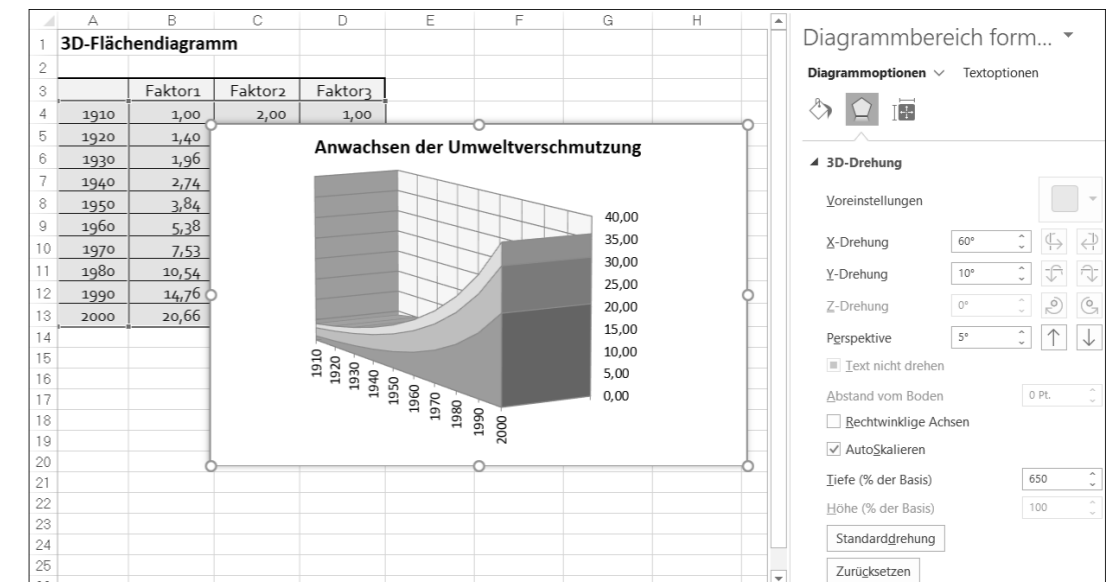 A B C D E F G H
1 3D-Flächendiagramm
2
3 Faktor1 Faktor2 Faktor3
4 1910 1,00 2,00 1,00
5 1920 1,40
6 1930 1,96
7 1940 2,74
8 1950 3,84
9 1960 5,38
10 1970 7,53
11 1980 10,54
12 1990 14,76
13 2000 20,66
14
15
16
17
18
19
20
21
22
23
24
25
Anwachsen der Umweltverschmutzung
40,00
35,00
30,00
25,00
20,00
15,00
10,00
5,00
0,00
1910
1920
1930
1940
1950
1960
1970
1980
1990
2000
Diagrammbereich form...
Diagrammoptionen Textoptionen
3D-Drehung
Voreinstellungen
X-Drehung 60°
Y-Drehung 10°
Z-Drehung 0°
Perspektive 5°
Text nicht drehen
Abstand vom Boden 0 Pt.
Rechtwinklige Achsen
AutoSkalieren
Tiefe (% der Basis) 650
Höhe (% der Basis) 100
Standarddrehung
Zurücksetzen